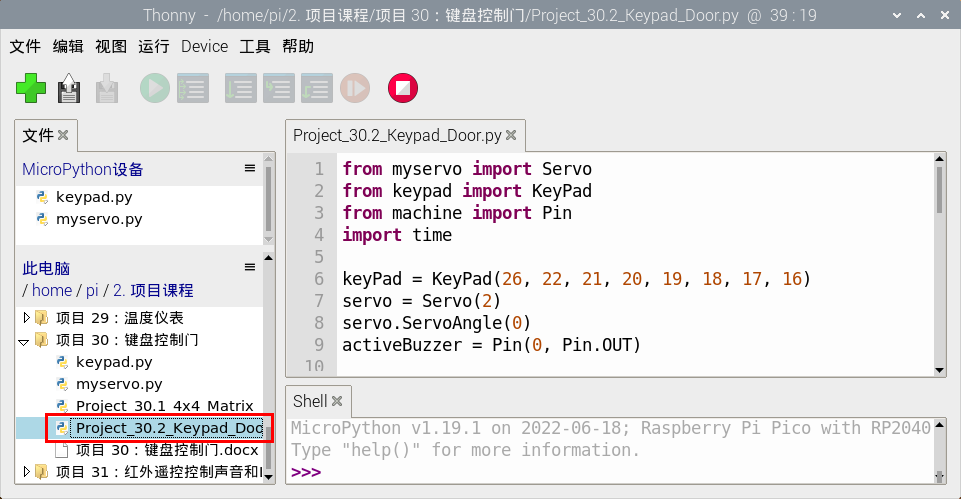 Thonny - /home/pi/2. 项目课程/项目 30：键盘控制门/Project_30.2_Keypad_Door.py @ 39 : 19
文件 编辑 视图 运行 Device 工具 帮助
文件
MicroPython设备
keypad.py
myservo.py
此电脑
/ home / pi / 2. 项目课程
项目 29：温度仪表
项目 30：键盘控制门
keypad.py
myservo.py
Project_30.1_4x4_Matrix
Project_30.2_Keypad_Doc
项目 30：键盘控制门.docx
项目 31：红外遥控控制声音和
Project_30.2_Keypad_Door.py
1 from myservo import Servo
2 from keypad import KeyPad
3 from machine import Pin
4 import time
5
6 keyPad = KeyPad(26, 22, 21, 20, 19, 18, 17, 16)
7 servo = Servo(2)
8 servo.ServoAngle(0)
9 activeBuzzer = Pin(0, Pin.OUT)
10
Shell
MicroPython v1.19.1 on 2022-06-18; Raspberry Pi Pico with RP2040
Type "help()" for more information.
>>>